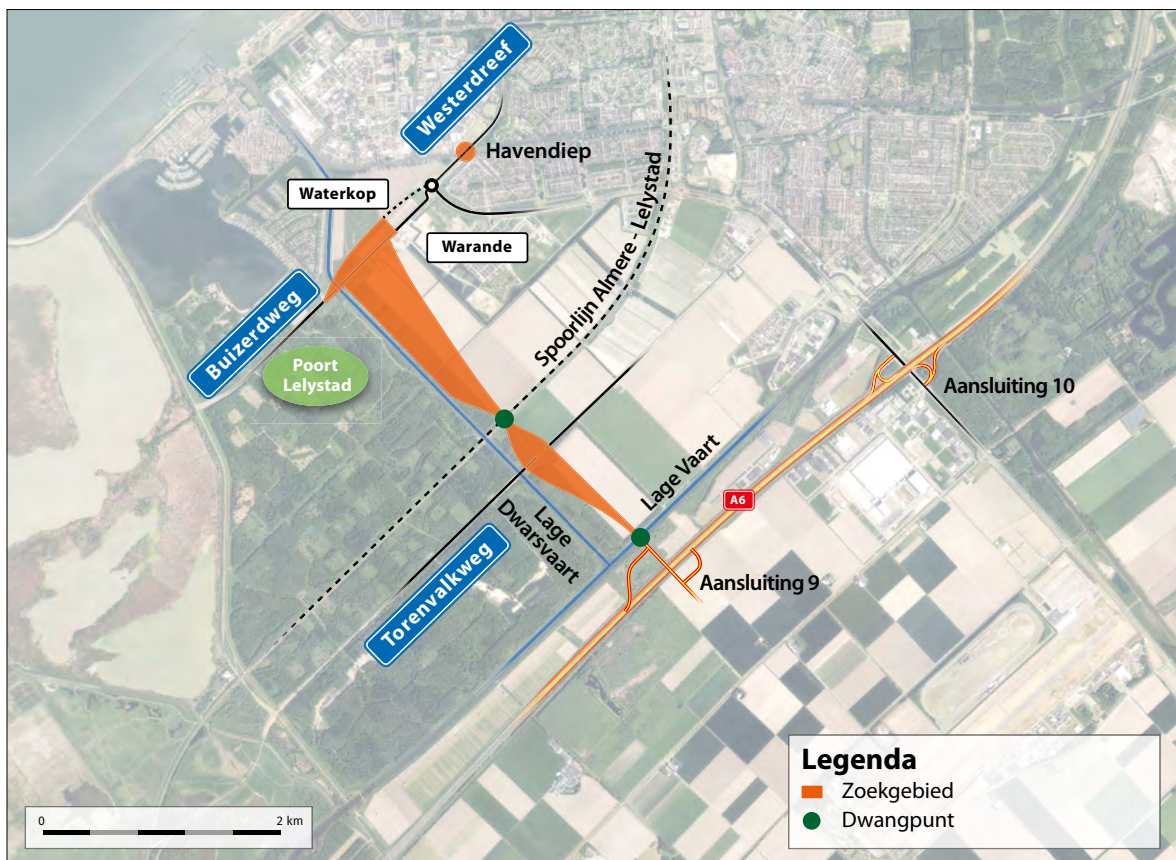 Westerdreef
Havendiep
Waterkop
Warande
Spoorlijn Almere - Lelystad
Buizerdweg
Poort
Lelystad
Aansluiting 10
Lage Vaart
A6
Lage
Dwarsvaart
Aansluiting 9
Torenvalkweg
Legenda
Zoekgebied
Dwangpunt
0 2 km